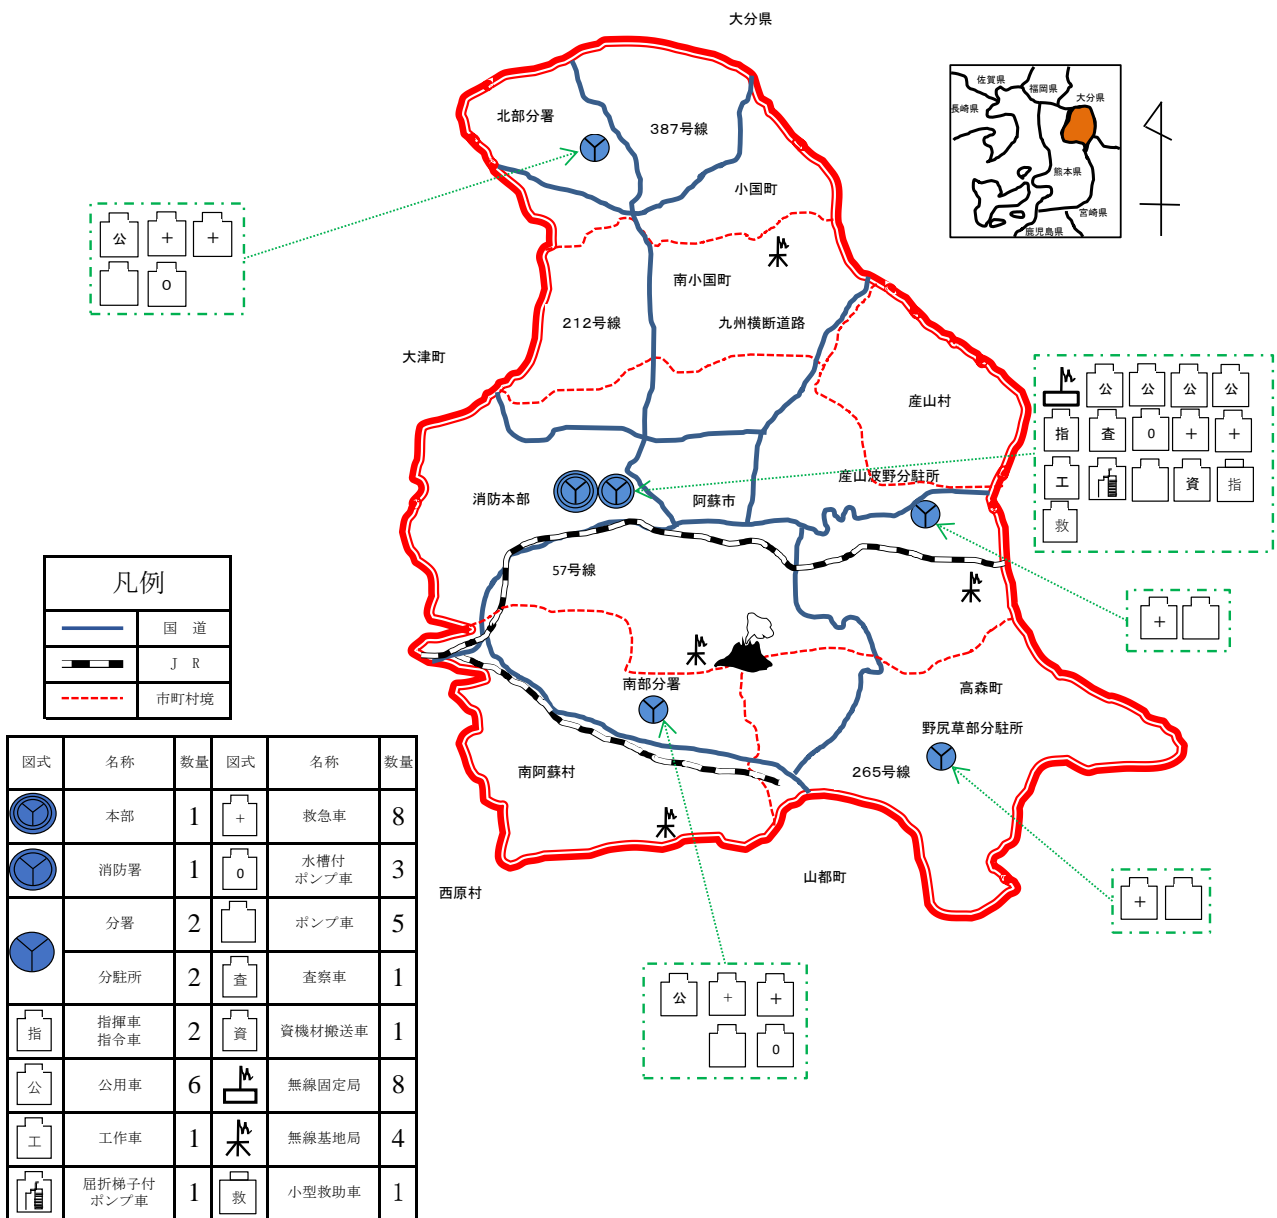 大分県
北部分署
387号線
小国町
佐賀県
福岡県
大分県
長崎県
熊本県
宮崎県
鹿児島県
公
+
+
0
南小国町
212号線
九州横断道路
大津町
産山村
公
公
公
公
指
査
0
+
+
工
資
指
救
産山波野分駐所
消防本部
阿蘇市
57号線
+
凡例
国 道
J R
市町村境
南部分署
高森町
野尻草部分駐所
南阿蘇村
265号線
山都町
西原村
+
公
+
+
0
図式 名称 数量 図式 名称 数量
本部 1 + 救急車 8
消防署 1 0 水槽付
ポンプ車 3
分署 2 ポンプ車 5
分駐所 2 査 査察車 1
指 指揮車
指令車 2 資 資機材搬送車 1
公 公用車 6 無線固定局 8
工 工作車 1 無線基地局 4
屈折梯子付
ポンプ車 1 救 小型救助車 1